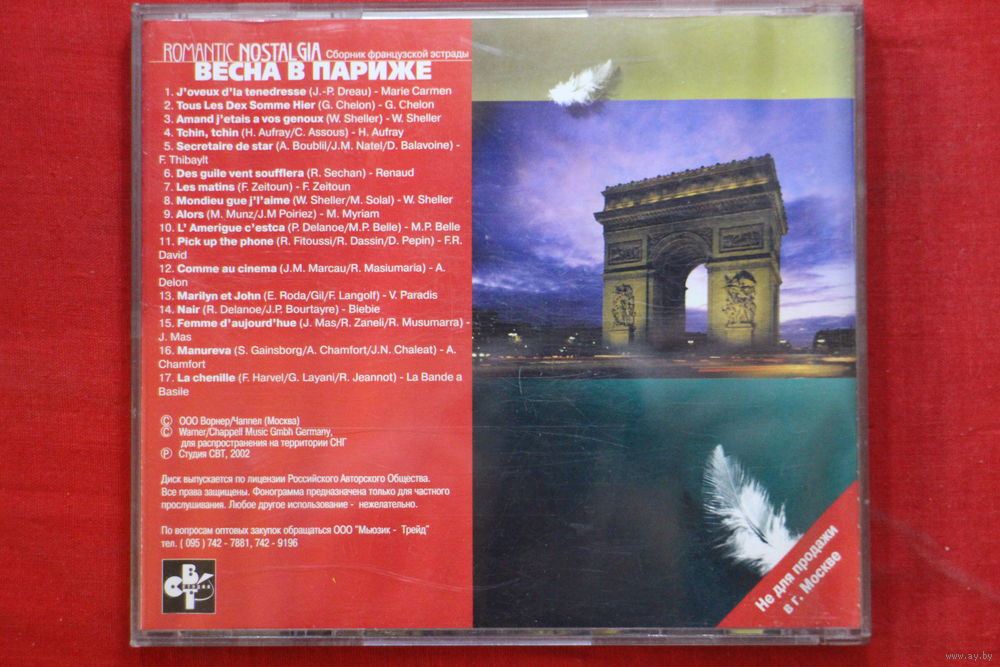 ROMANTIC NOSTALGIA Сборник французской эстрады
ВЕСНА В ПАРИЖЕ
1. J'oveux d'la tenedresse (J.-P. Dreau) - Marie Carmen
2. Tous Les Dex Somme Hier (G. Chelon) - G. Chelon
3. Amand j'etais a vos genoux (W. Sheller) - W. Sheller
4. Tchin, tchin (H. Aufray/C. Assous) - H. Aufray
5. Secretaire de star (A. Boublil/J.M. Natel/D. Balavoine) -
F. Thibaylt
6. Des guile vent soufflera (R. Sechan) - Renaud
7. Les matins (F. Zeitoun) - F. Zeitoun
8. Mondieu gue j'l'aime (W. Sheller/M. Solal) - W. Sheller
9. Alors (M. Munz/J.M Poiriez) - M. Myriam
10. L' Amerigue c'estca (P. Delanoe/M.P. Belle) - M.P. Belle
11. Pick up the phone (R. Fitoussi/R. Dassin/D. Pepin) - F.R.
David
12. Comme au cinema (J.M. Marcau/R. Masiumaria) - A.
Delon
13. Marilyn et John (E. Roda/Gil/F. Langolf) - V. Paradis
14. Nair (R. Delanoe/J.P. Bourtayre) - Biebie
15. Femme d'aujourd'hue (J. Mas/R. Zaneli/R. Musumarra) -
J. Mas
16. Manureva (S. Gainsborg/A. Chamfort/J.N. Chaleat) - A.
Chamfort
17. La chenille (F. Harvel/G. Layani/R. Jeannot) - La Bande a
Basile
© ООО Ворнер/Чаппел (Москва)
© Warner/Chappell Music Gmbh Germany,
для распространения на территории СНГ
℗ Студия СВТ, 2002
Диск выпускается по лицензии Российского Авторского Общества.
Все права защищены. Фонограмма предназначена только для частного
прослушивания. Любое другое использование - нежелательно.
По вопросам оптовых закупок обращаться ООО "Мьюзик - Трейд"
тел. ( 095 ) 742 - 7881, 742 - 9196
Не для продажи
в г. Москве
www.ay.by